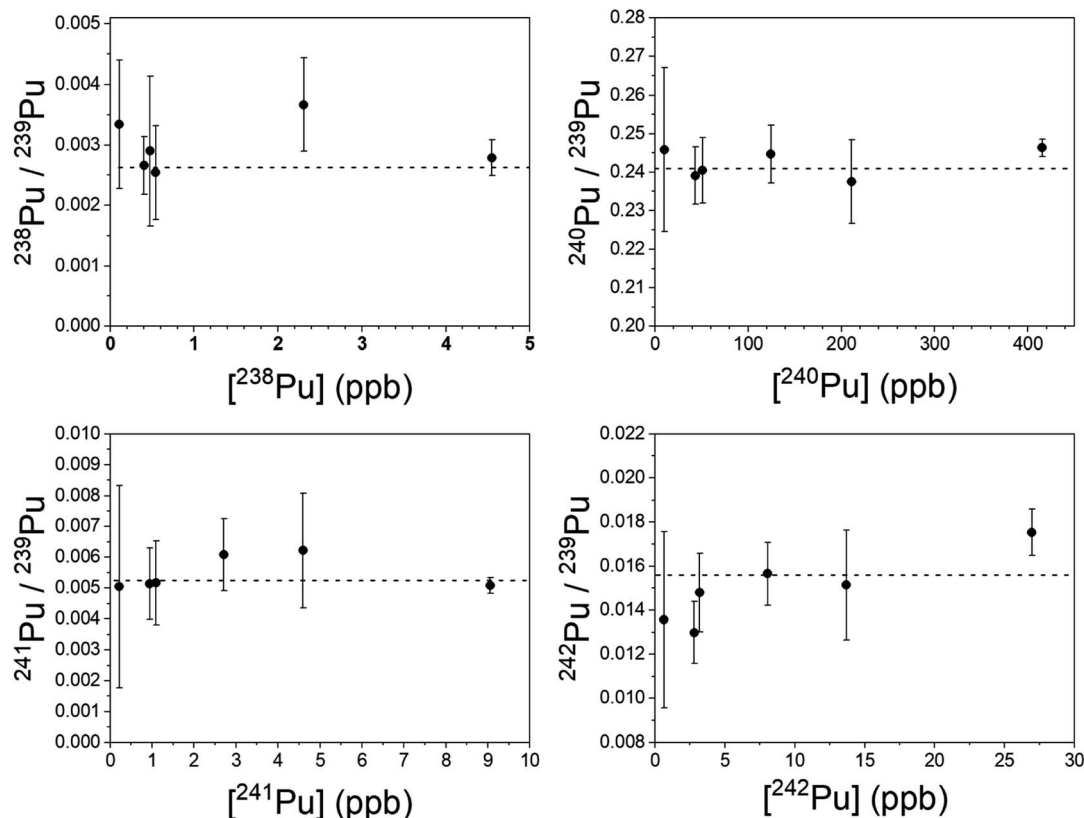 0.005
0.004
0.003
0.002
0.001
0.000
²³⁸Pu / ²³⁹Pu
0 1 2 3 4 5
[²³⁸Pu] (ppb)
0.28
0.27
0.26
0.25
0.24
0.23
0.22
0.21
0.20
²⁴⁰Pu / ²³⁹Pu
0 100 200 300 400
[²⁴⁰Pu] (ppb)
0.010
0.009
0.008
0.007
0.006
0.005
0.004
0.003
0.002
0.001
0.000
²⁴¹Pu / ²³⁹Pu
0 1 2 3 4 5 6 7 8 9 10
[²⁴¹Pu] (ppb)
0.022
0.020
0.018
0.016
0.014
0.012
0.010
0.008
²⁴²Pu / ²³⁹Pu
0 5 10 15 20 25 30
[²⁴²Pu] (ppb)